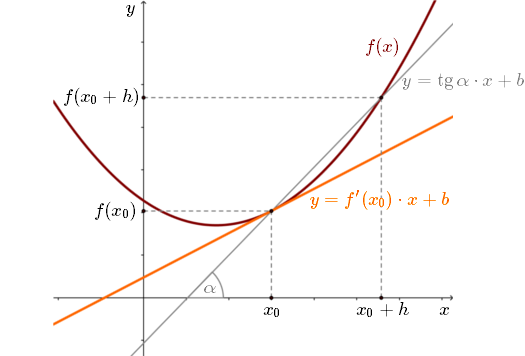 y
f(x)
y = tg α · x + b
f(x₀ + h)
y = f′(x₀) · x + b
f(x₀)
α
x₀
x₀ + h
x